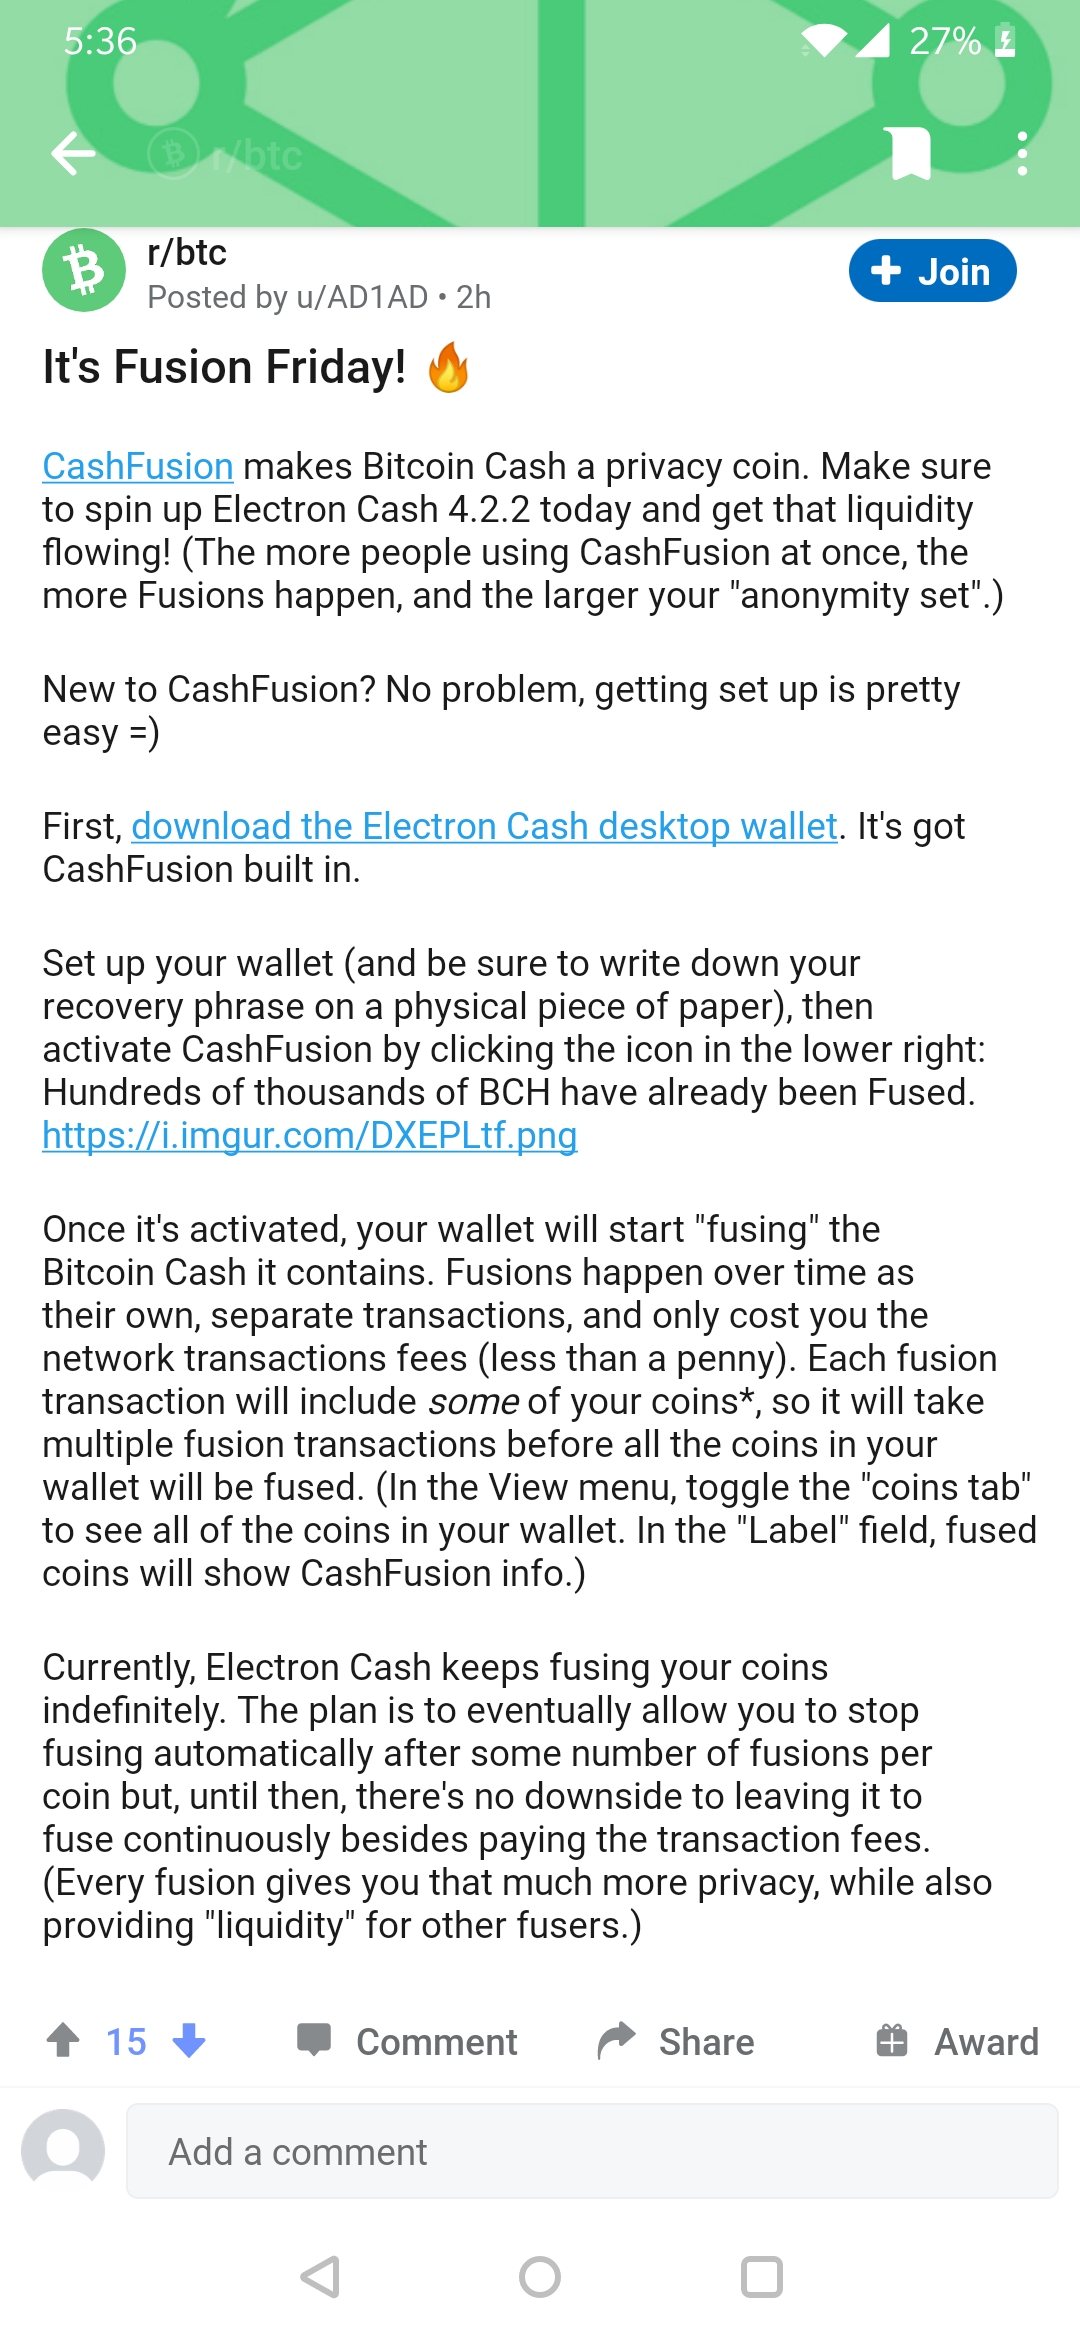 5:36
27%
r/btc
r/btc
Posted by u/AD1AD • 2h
Join
It's Fusion Friday! 🔥
CashFusion makes Bitcoin Cash a privacy coin. Make sure
to spin up Electron Cash 4.2.2 today and get that liquidity
flowing! (The more people using CashFusion at once, the
more Fusions happen, and the larger your "anonymity set".)
New to CashFusion? No problem, getting set up is pretty
easy =)
First, download the Electron Cash desktop wallet. It's got
CashFusion built in.
Set up your wallet (and be sure to write down your
recovery phrase on a physical piece of paper), then
activate CashFusion by clicking the icon in the lower right:
Hundreds of thousands of BCH have already been Fused.
https://i.imgur.com/DXEPLtf.png
Once it's activated, your wallet will start "fusing" the
Bitcoin Cash it contains. Fusions happen over time as
their own, separate transactions, and only cost you the
network transactions fees (less than a penny). Each fusion
transaction will include some of your coins*, so it will take
multiple fusion transactions before all the coins in your
wallet will be fused. (In the View menu, toggle the "coins tab"
to see all of the coins in your wallet. In the "Label" field, fused
coins will show CashFusion info.)
Currently, Electron Cash keeps fusing your coins
indefinitely. The plan is to eventually allow you to stop
fusing automatically after some number of fusions per
coin but, until then, there's no downside to leaving it to
fuse continuously besides paying the transaction fees.
(Every fusion gives you that much more privacy, while also
providing "liquidity" for other fusers.)
15 Comment Share Award
Add a comment